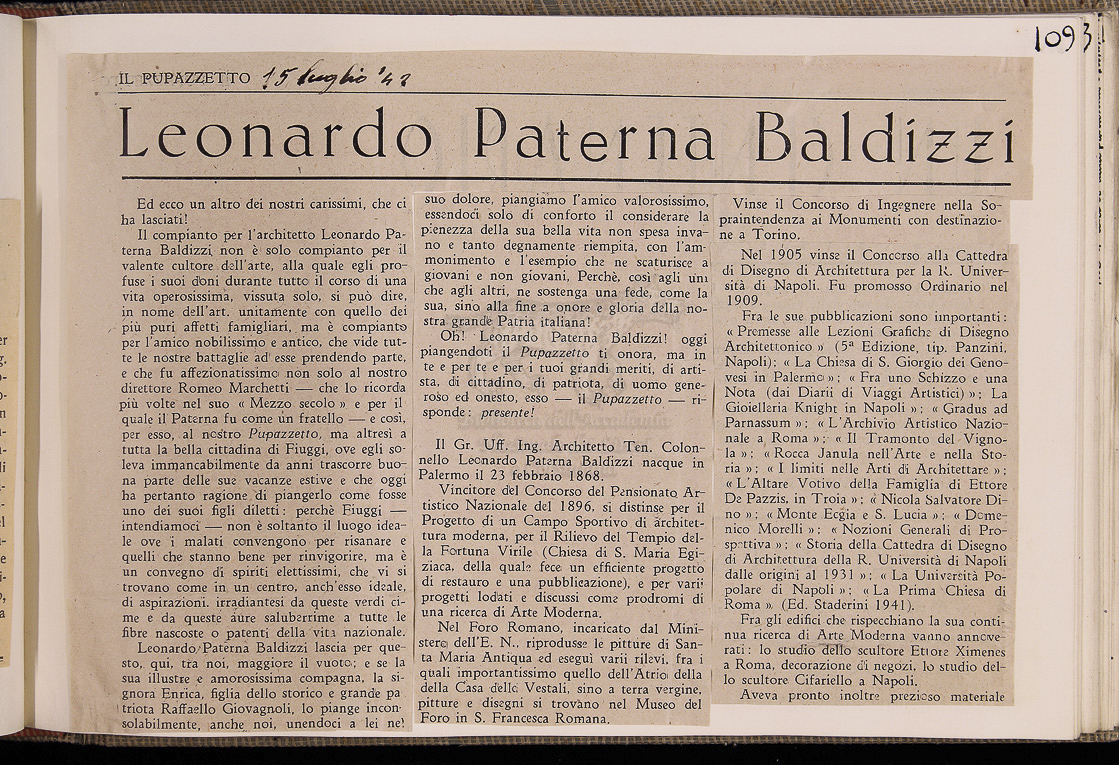 1093
IL PUPAZZETTO 15 luglio '42
Leonardo Paterna Baldizzi
Ed ecco un altro dei nostri carissimi, che ci
ha lasciati!
Il compianto per l'architetto Leonardo Pa-
terna Baldizzi, non è solo compianto per il
valente cultore dell'arte, alla quale egli pro-
fuse i suoi doni durante tutto il corso di una
vita operosissima, vissuta solo, si può dire,
in nome dell'art. unitamente con quello dei
più puri affetti famigliari, ma è compianto
per l'amico nobilissimo e antico, che vide tut-
te le nostre battaglie ad esse prendendo parte,
e che fu affezionatissimo non solo al nostro
direttore Romeo Marchetti — che lo ricorda
più volte nel suo « Mezzo secolo » e per il
quale il Paterna fu come un fratello — e così,
per esso, al nostro Pupazzetto, ma altresì a
tutta la bella cittadina di Fiuggi, ove egli so-
leva immancabilmente da anni trascorre buo-
na parte delle sue vacanze estive e che oggi
ha pertanto ragione di piangerlo come fosse
uno dei suoi figli diletti: perchè Fiuggi —
intendiamoci — non è soltanto il luogo idea-
le ove i malati convengono per risanare e
quelli che stanno bene per rinvigorire, ma è
un convegno di spiriti elettissimi, che vi si
trovano come in un centro, anch'esso ideale,
di aspirazioni. irradiantesi da queste verdi ci-
me e da queste aure saluberrime a tutte le
fibre nascoste o patenti della vita nazionale.
Leonardo Paterna Baldizzi lascia per que-
sto, qui, tra noi, maggiore il vuoto; e se la
sua illustre e amorosissima compagna, la si-
gnora Enrica, figlia dello storico e grande pa
triota Raffaello Giovagnoli, lo piange incon-
solabilmente, anche noi, unendoci a lei nel
suo dolore, piangiamo l'amico valorosissimo,
essendoci solo di conforto il considerare la
pienezza della sua bella vita non spesa inva-
no e tanto degnamente riempita, con l'am-
monimento e l'esempio che ne scaturisce a
giovani e non giovani, Perchè, così agli uni
che agli altri, ne sostenga una fede, come la
sua, sino alla fine a onore e gloria della no-
stra grande Patria italiana!
Oh! Leonardo Paterna Baldizzi! oggi
piangendoti il Pupazzetto ti onora, ma in
te e per te e per i tuoi grandi meriti, di arti-
sta, di cittadino, di patriota, di uomo gene-
roso ed onesto, esso — il Pupazzetto — ri-
sponde: presente!
Il Gr. Uff. Ing. Architetto Ten. Colon-
nello Leonardo Paterna Baldizzi nacque in
Palermo il 23 febbraio 1868.
Vincitore del Concorso del Pensionato Ar-
tistico Nazionale del 1896, si distinse per il
Progetto di un Campo Sportivo di architet-
tura moderna, per il Rilievo del Tempio del-
la Fortuna Virile (Chiesa di S. Maria Egi-
ziaca, della quale fece un efficiente progetto
di restauro e una pubblicazione), e per varii
progetti lodati e discussi come prodromi di
una ricerca di Arte Moderna.
Nel Foro Romano, incaricato dal Mini-
stero dell'E. N., riprodusse le pitture di San-
ta Maria Antiqua ed eseguì varii rilevi, fra i
quali importantissimo quello dell'Atrio della
della Casa delle Vestali, sino a terra vergine,
pitture e disegni si trovano nel Museo del
Foro in S. Francesca Romana.
Vinse il Concorso di Ingegnere nella So-
praintendenza ai Monumenti con destinazio-
ne a Torino.
Nel 1905 vinse il Concorso alla Cattedra
di Disegno di Architettura per la R. Univer-
sità di Napoli. Fu promosso Ordinario nel
1909.
Fra le sue pubblicazioni sono importanti:
« Premesse alle Lezioni Grafiche di Disegno
Architettonico » (5ª Edizione, tip. Panzini,
Napoli); « La Chiesa di S. Giorgio dei Geno-
vesi in Palermo »; « Fra uno Schizzo e una
Nota (dai Diarii di Viaggi Artistici) »; La
Gioielleria Knight in Napoli »; « Gradus ad
Parnassum »; « L'Archivio Artistico Nazio-
nale a Roma »; « Il Tramonto del Vigno-
la »; « Rocca Janula nell'Arte e nella Sto-
ria »; « I limiti nelle Arti di Architettare »;
« L'Altare Votivo della Famiglia di Ettore
De Pazzis, in Troia »; « Nicola Salvatore Di-
no »; « Monte Ecgia e S. Lucia »; « Dome-
nico Morelli »; « Nozioni Generali di Pro-
spettiva »; « Storia della Cattedra di Disegno
di Architettura della R. Università di Napoli
dalle origini al 1931 »; « La Università Po-
polare di Napoli »; « La Prima Chiesa di
Roma ». (Ed. Staderini 1941).
Fra gli edifici che rispecchiano la sua conti-
nua ricerca di Arte Moderna vanno annove-
rati: lo studio dello scultore Ettore Ximenes
a Roma, decorazione di negozi, lo studio del-
lo scultore Cifariello a Napoli.
Aveva pronto inoltre prezioso materiale